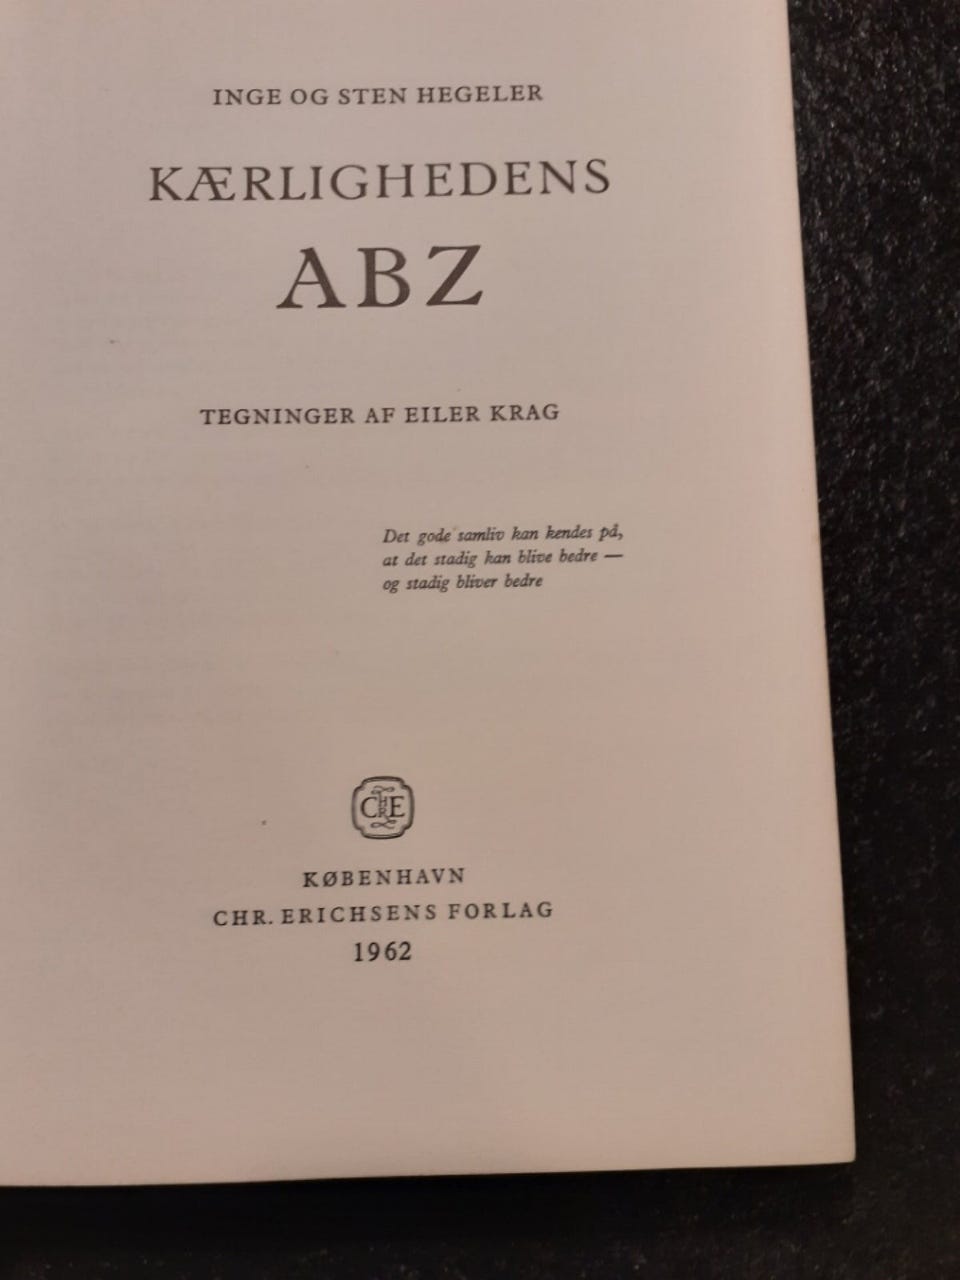 INGE OG STEN HEGELER
KÆRLIGHEDENS
ABZ
TEGNINGER AF EILER KRAG
Det gode samliv kan kendes på,
at det stadig kan blive bedre —
og stadig bliver bedre
CHRE
KØBENHAVN
CHR. ERICHSENS FORLAG
1962